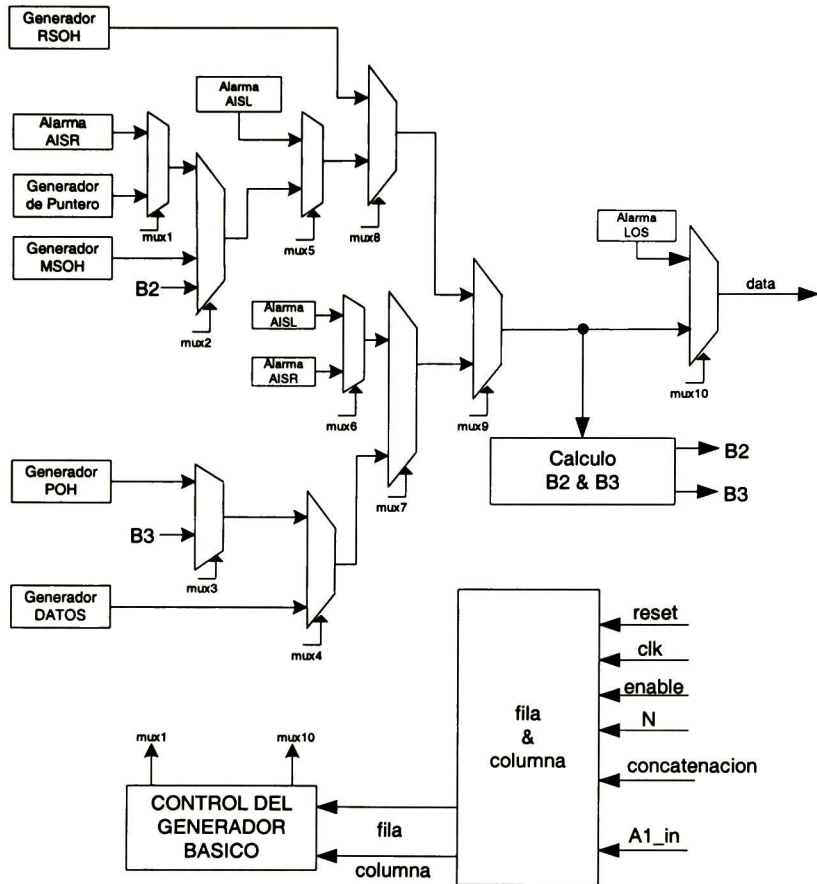 Generador
RSOH
Alarma
AISL
Alarma
AISR
Generador
de Puntero
mux1
mux5
mux8
Generador
MSOH
B2
mux2
Alarma
LOS
data
mux10
Alarma
AISL
Alarma
AISR
mux6
mux9
mux7
Generador
POH
B3
mux3
Generador
DATOS
mux4
Calculo
B2 & B3
B2
B3
fila
&
columna
reset
clk
enable
N
concatenacion
A1_in
mux1
mux10
CONTROL DEL
GENERADOR
BASICO
fila
columna